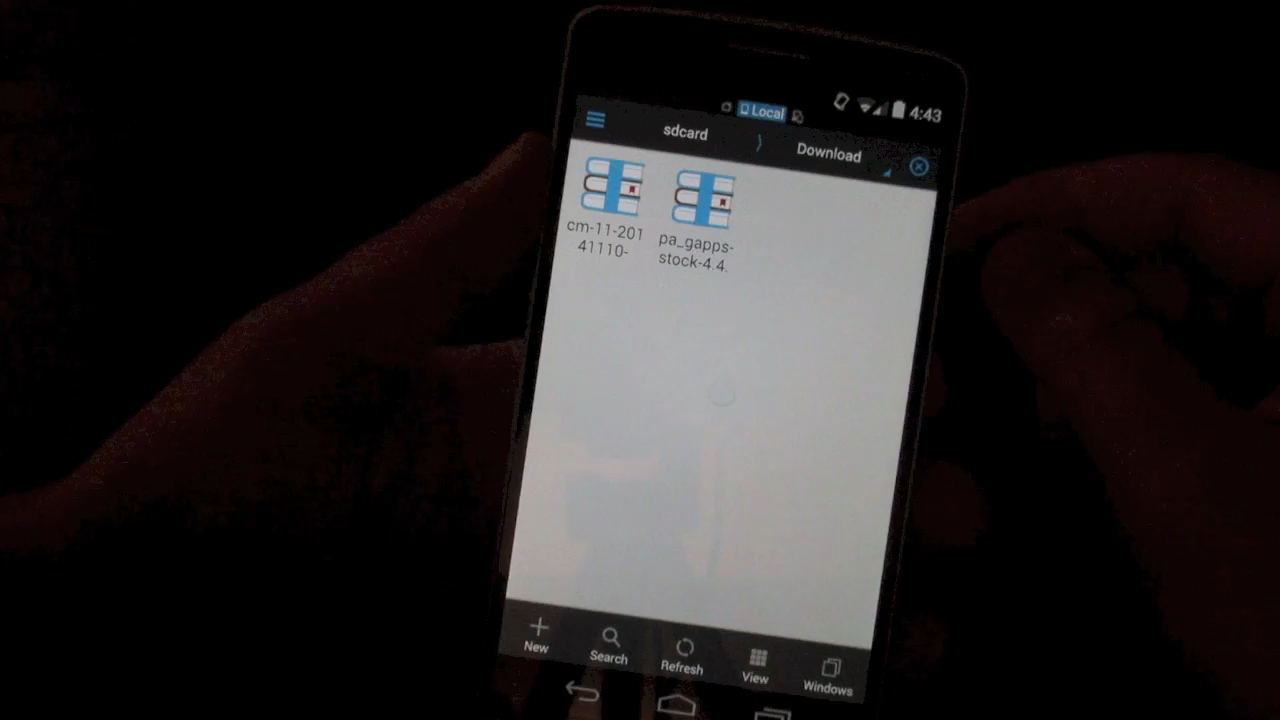 4:43
Local
sdcard
Download
cm-11-201
41110-
pa_gapps-
stock-4.4.
New
Search
Refresh
View
Windows